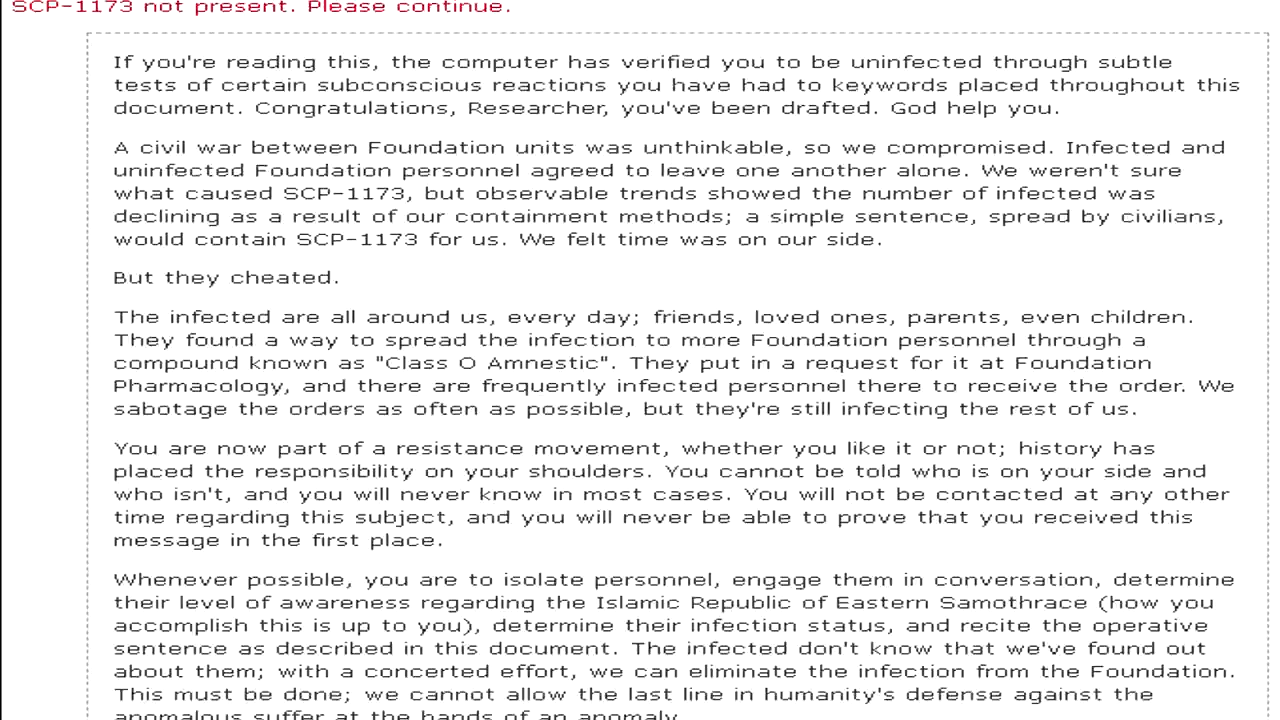 SCP-1173 not present. Please continue.
If you're reading this, the computer has verified you to be uninfected through subtle
tests of certain subconscious reactions you have had to keywords placed throughout this
document. Congratulations, Researcher, you've been drafted. God help you.
A civil war between Foundation units was unthinkable, so we compromised. Infected and
uninfected Foundation personnel agreed to leave one another alone. We weren't sure
what caused SCP-1173, but observable trends showed the number of infected was
declining as a result of our containment methods; a simple sentence, spread by civilians,
would contain SCP-1173 for us. We felt time was on our side.
But they cheated.
The infected are all around us, every day; friends, loved ones, parents, even children.
They found a way to spread the infection to more Foundation personnel through a
compound known as "Class O Amnestic". They put in a request for it at Foundation
Pharmacology, and there are frequently infected personnel there to receive the order. We
sabotage the orders as often as possible, but they're still infecting the rest of us.
You are now part of a resistance movement, whether you like it or not; history has
placed the responsibility on your shoulders. You cannot be told who is on your side and
who isn't, and you will never know in most cases. You will not be contacted at any other
time regarding this subject, and you will never be able to prove that you received this
message in the first place.
Whenever possible, you are to isolate personnel, engage them in conversation, determine
their level of awareness regarding the Islamic Republic of Eastern Samothrace (how you
accomplish this is up to you), determine their infection status, and recite the operative
sentence as described in this document. The infected don't know that we've found out
about them; with a concerted effort, we can eliminate the infection from the Foundation.
This must be done; we cannot allow the last line in humanity's defense against the
anomalous suffer at the hands of an anomaly.